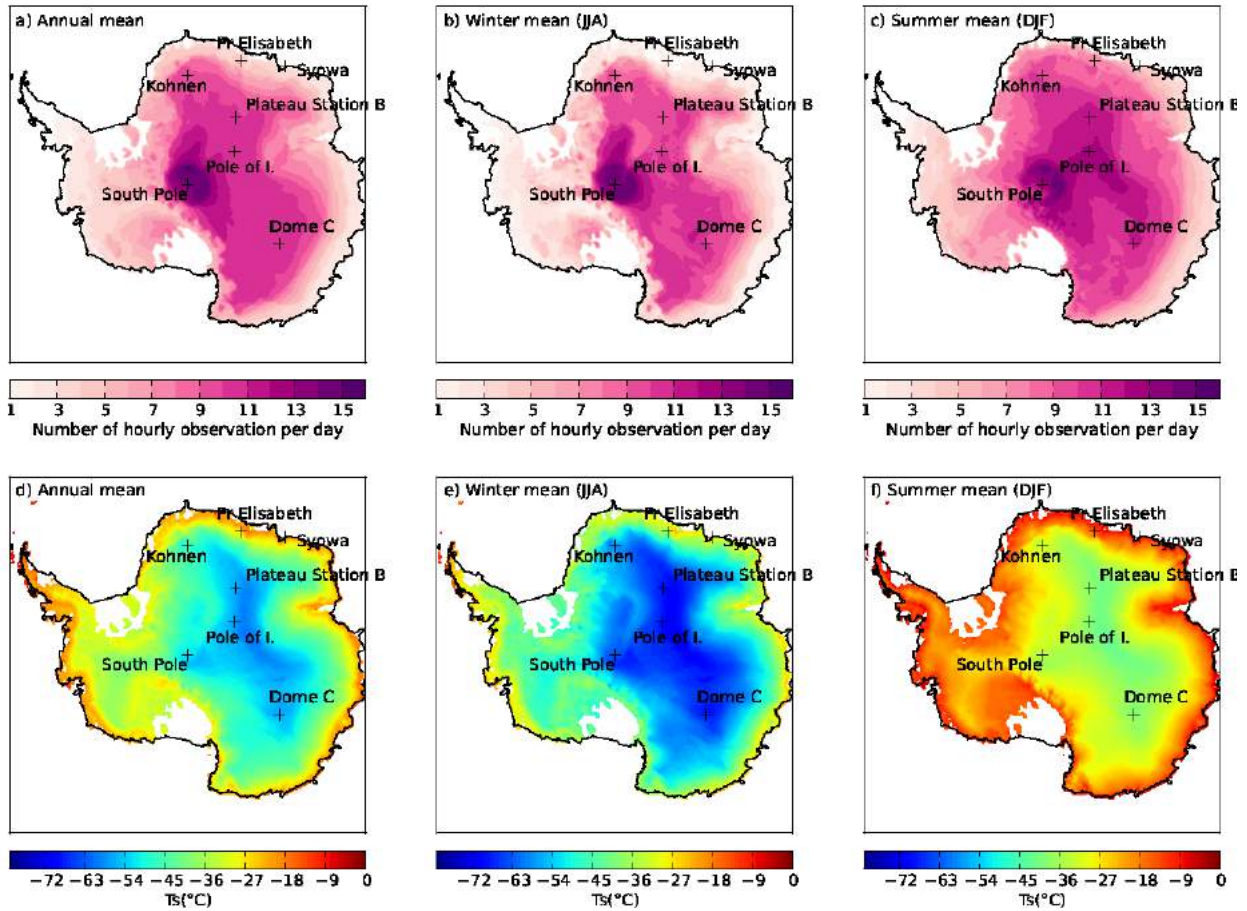 a) Annual mean
Pr Elisabeth
Syowa
Kohnen
Plateau Station B
Pole of I.
South Pole
Dome C
1 3 5 7 9 11 13 15
Number of hourly observation per day
b) Winter mean (JJA)
Pr Elisabeth
Syowa
Kohnen
Plateau Station B
Pole of I.
South Pole
Dome C
1 3 5 7 9 11 13 15
Number of hourly observation per day
c) Summer mean (DJF)
Pr Elisabeth
Syowa
Kohnen
Plateau Station B
Pole of I.
South Pole
Dome C
1 3 5 7 9 11 13 15
Number of hourly observation per day
d) Annual mean
Pr Elisabeth
Syowa
Kohnen
Plateau Station B
Pole of I.
South Pole
Dome C
−72 −63 −54 −45 −36 −27 −18 −9 0
Ts(°C)
e) Winter mean (JJA)
Pr Elisabeth
Syowa
Kohnen
Plateau Station B
Pole of I.
South Pole
Dome C
−72 −63 −54 −45 −36 −27 −18 −9 0
Ts(°C)
f) Summer mean (DJF)
Pr Elisabeth
Syowa
Kohnen
Plateau Station B
Pole of I.
South Pole
Dome C
−72 −63 −54 −45 −36 −27 −18 −9 0
Ts(°C)